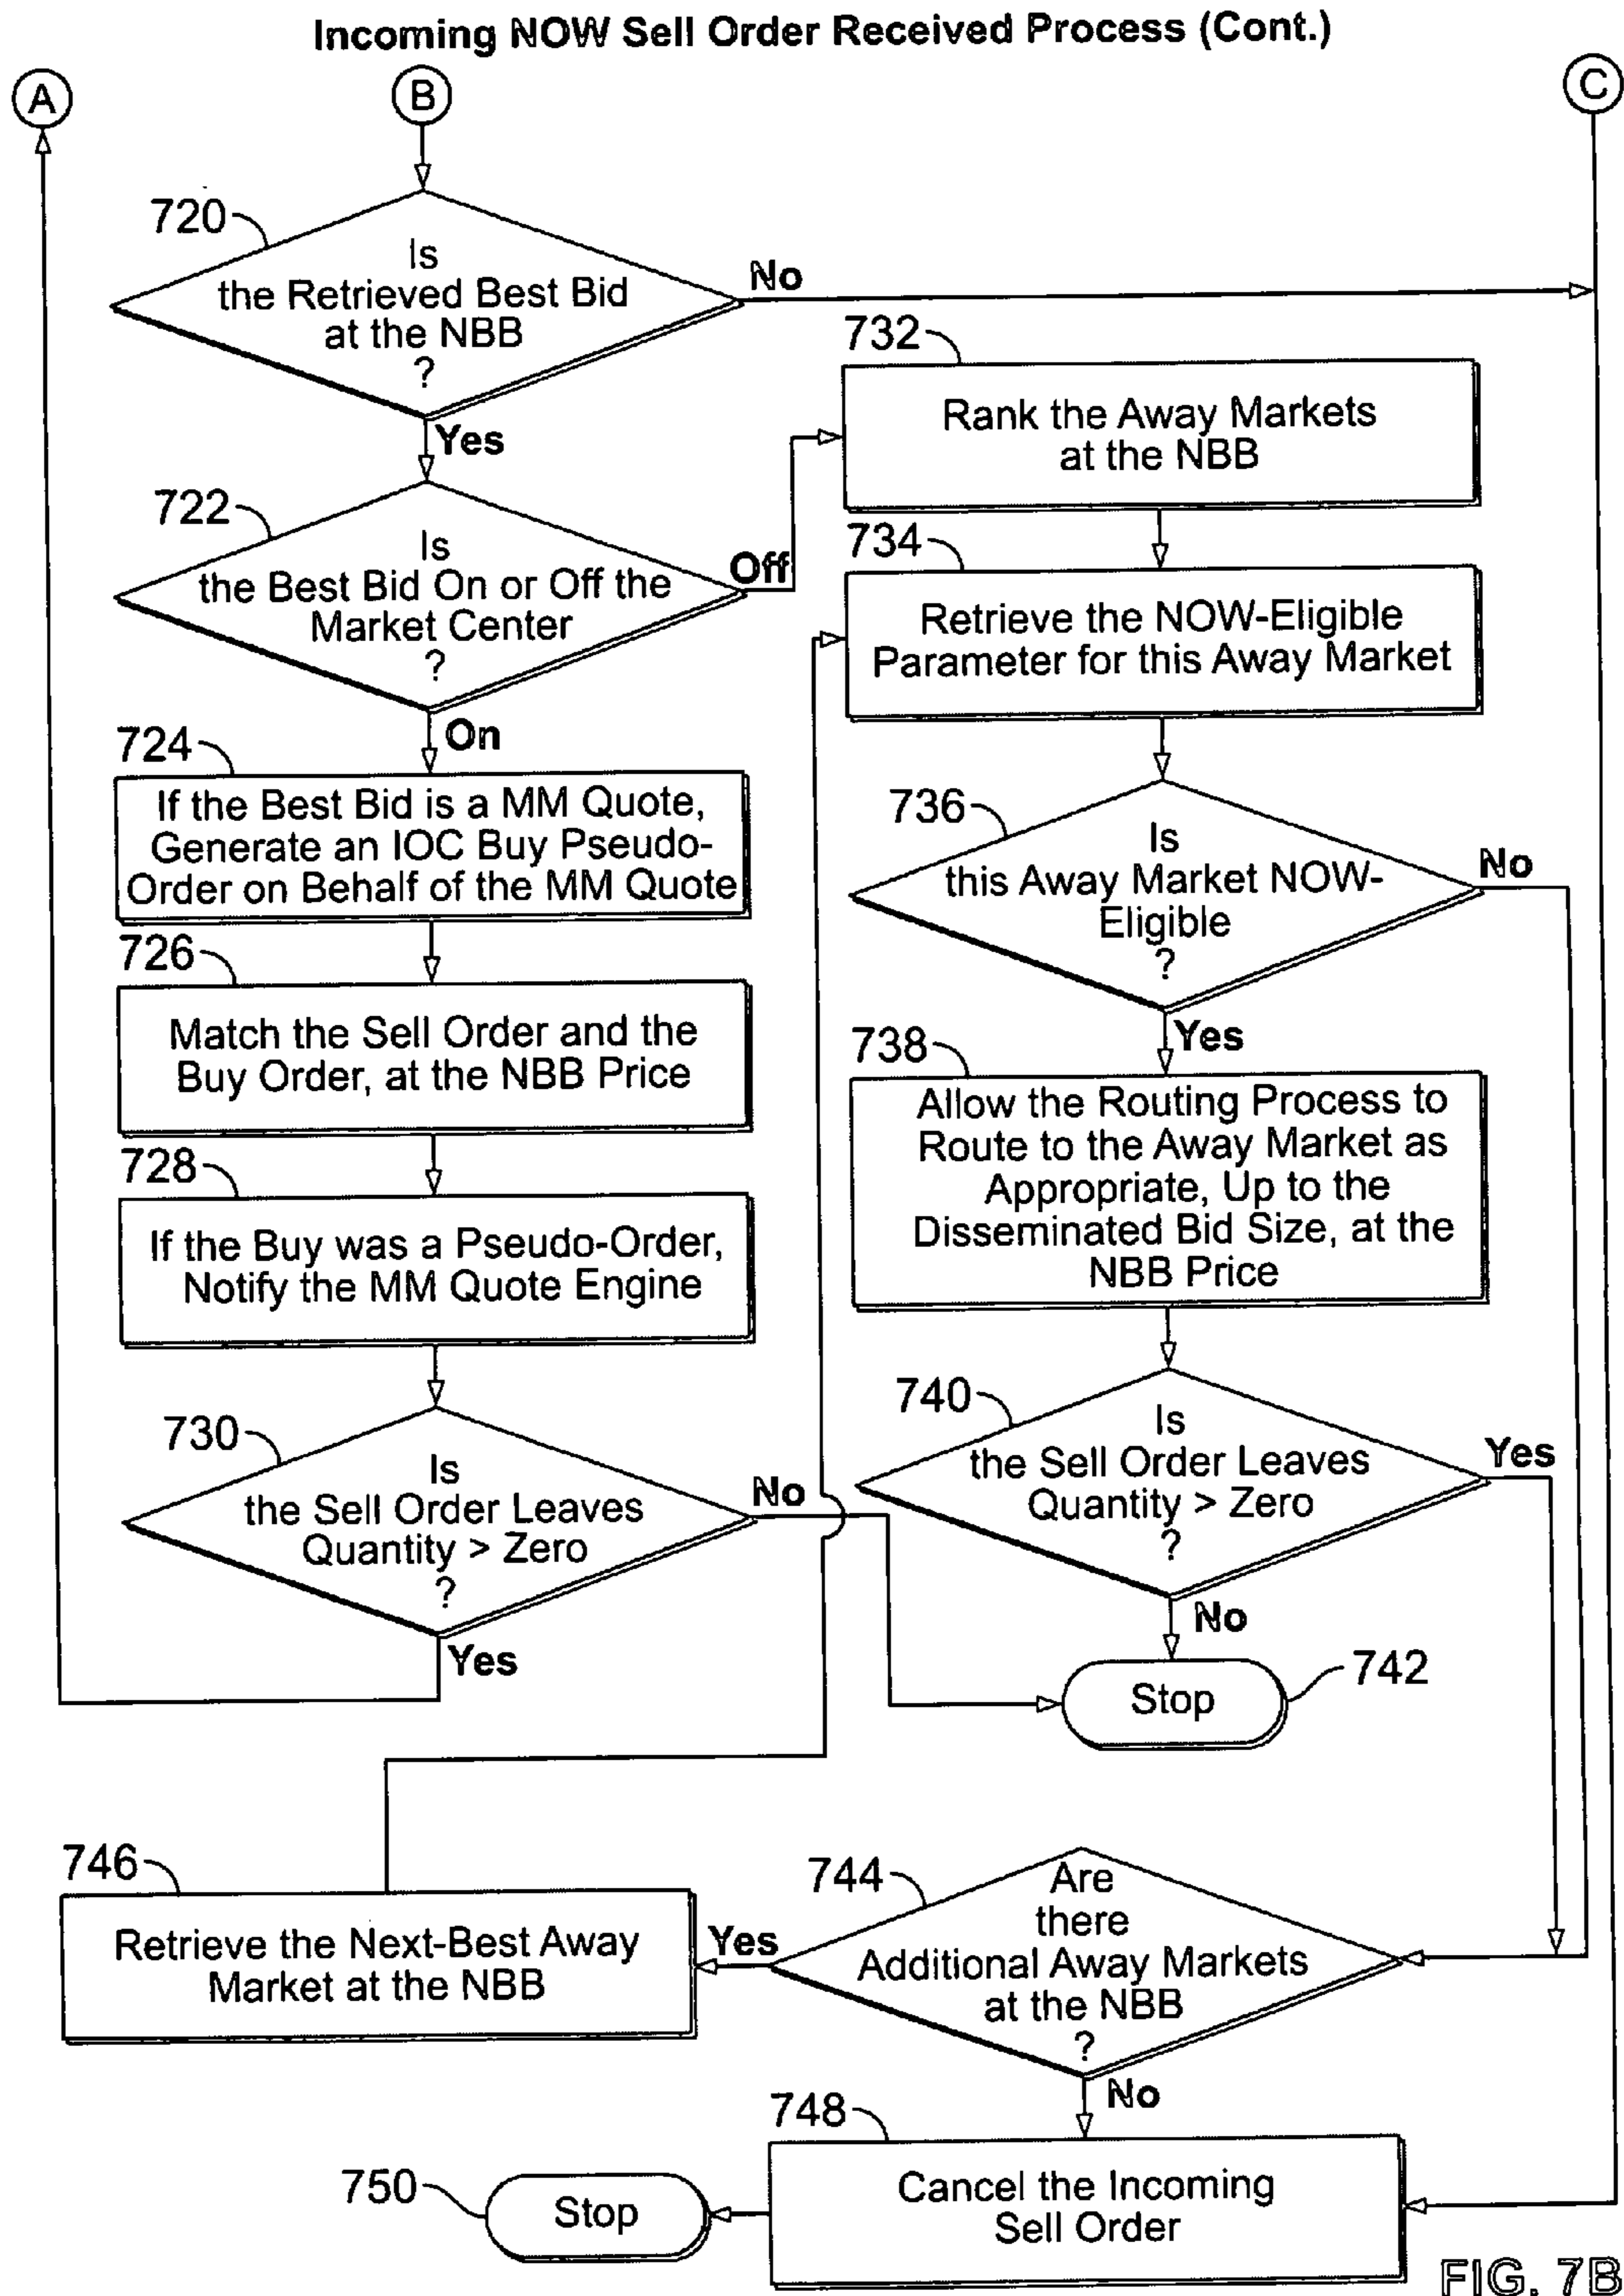 Incoming NOW Sell Order Received Process (Cont.)
A
B
C
720
Is
the Retrieved Best Bid
at the NBB
?
No
Yes
722
Is
the Best Bid On or Off the
Market Center
?
Off
On
724
If the Best Bid is a MM Quote,
Generate an IOC Buy Pseudo-
Order on Behalf of the MM Quote
726
Match the Sell Order and the
Buy Order, at the NBB Price
728
If the Buy was a Pseudo-Order,
Notify the MM Quote Engine
730
Is
the Sell Order Leaves
Quantity > Zero
?
No
Yes
732
Rank the Away Markets
at the NBB
734
Retrieve the NOW-Eligible
Parameter for this Away Market
736
Is
this Away Market NOW-
Eligible
?
No
Yes
738
Allow the Routing Process to
Route to the Away Market as
Appropriate, Up to the
Disseminated Bid Size, at the
NBB Price
740
Is
the Sell Order Leaves
Quantity > Zero
?
Yes
No
Stop
742
744
Are
there
Additional Away Markets
at the NBB
?
Yes
No
746
Retrieve the Next-Best Away
Market at the NBB
748
Cancel the Incoming
Sell Order
750
Stop
FIG. 7B